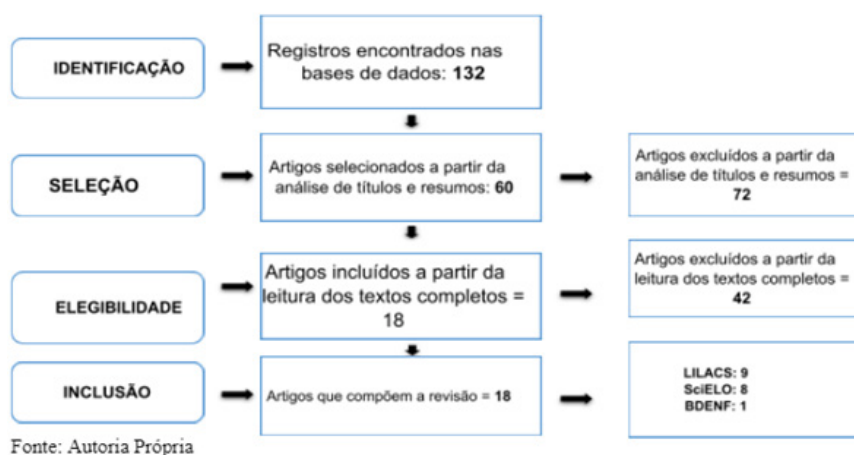 IDENTIFICAÇÃO
Registros encontrados nas
bases de dados: 132
SELEÇÃO
Artigos selecionados a partir da
análise de títulos e resumos: 60
Artigos excluídos a partir da
análise de títulos e resumos =
72
ELEGIBILIDADE
Artigos incluídos a partir da
leitura dos textos completos =
18
Artigos excluídos a partir da
leitura dos textos completos =
42
INCLUSÃO
Artigos que compõem a revisão = 18
LILACS: 9
SciELO: 8
BDENF: 1
Fonte: Autoria Própria